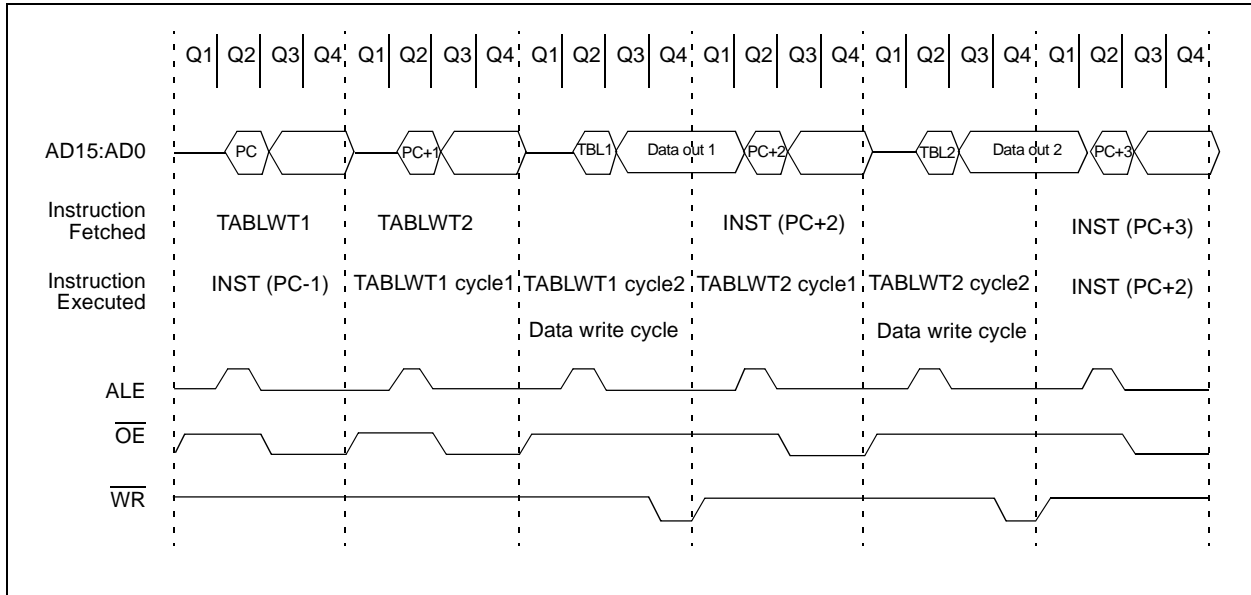 Q1 Q2 Q3 Q4 Q1 Q2 Q3 Q4 Q1 Q2 Q3 Q4 Q1 Q2 Q3 Q4 Q1 Q2 Q3 Q4 Q1 Q2 Q3 Q4
AD15:AD0 PC PC+1 TBL1 Data out 1 PC+2 TBL2 Data out 2 PC+3
Instruction
Fetched TABLWT1 TABLWT2 INST (PC+2) INST (PC+3)
Instruction
Executed INST (PC-1) TABLWT1 cycle1 TABLWT1 cycle2 TABLWT2 cycle1 TABLWT2 cycle2 INST (PC+2)
Data write cycle Data write cycle
ALE
OE
WR